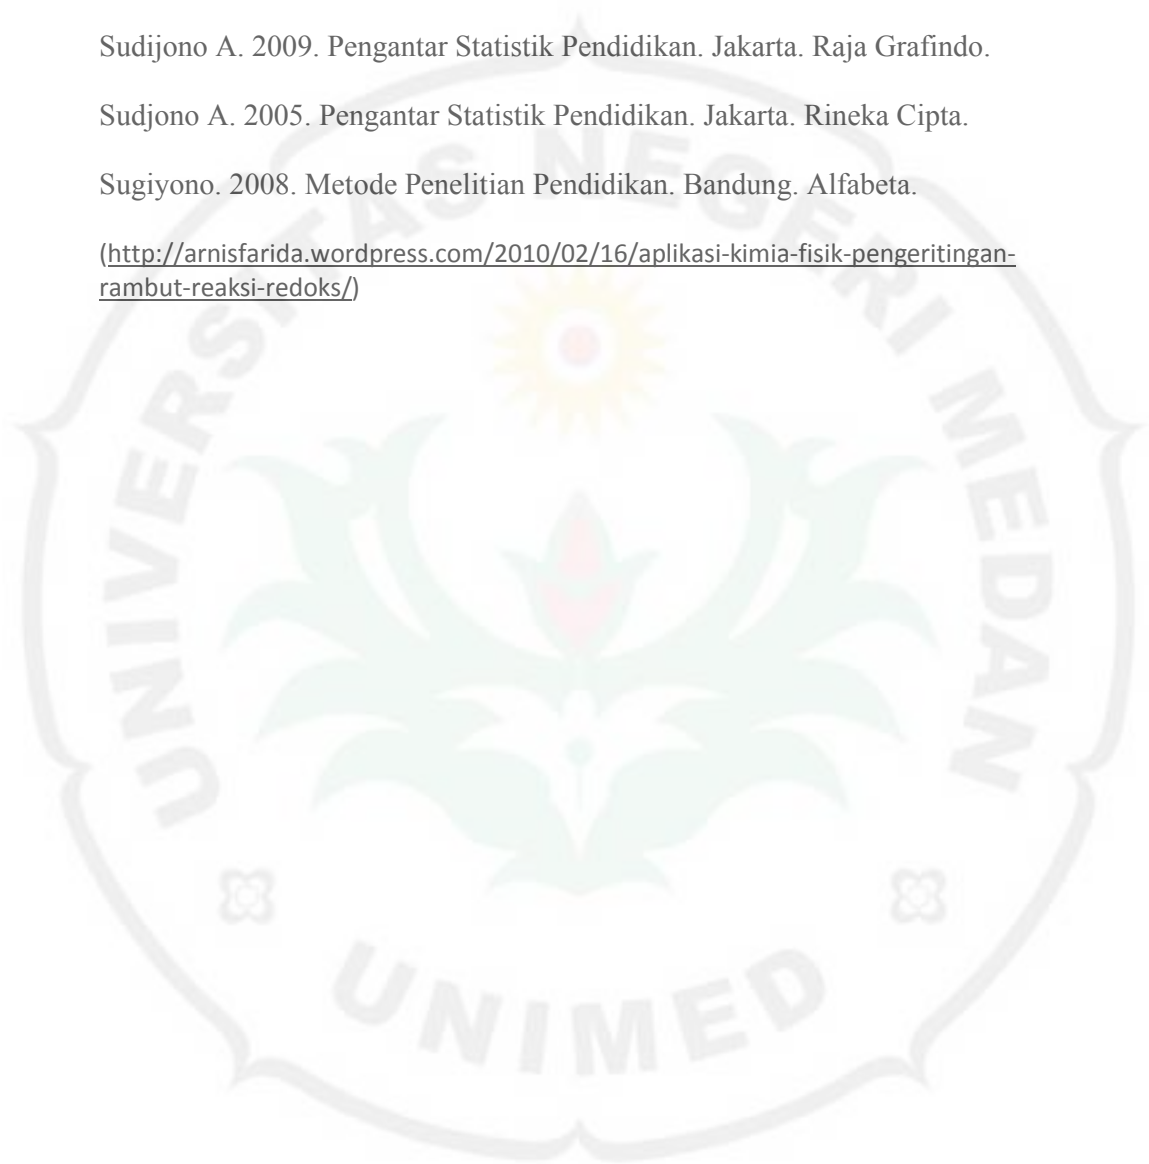 Sudijono A. 2009. Pengantar Statistik Pendidikan. Jakarta. Raja Grafindo.
Sudjono A. 2005. Pengantar Statistik Pendidikan. Jakarta. Rineka Cipta.
Sugiyono. 2008. Metode Penelitian Pendidikan. Bandung. Alfabeta.
(http://arnisfarida.wordpress.com/2010/02/16/aplikasi-kimia-fisik-pengeritingan-
rambut-reaksi-redoks/)
UNIVERSITAS NEGERI MEDAN
UNIMED